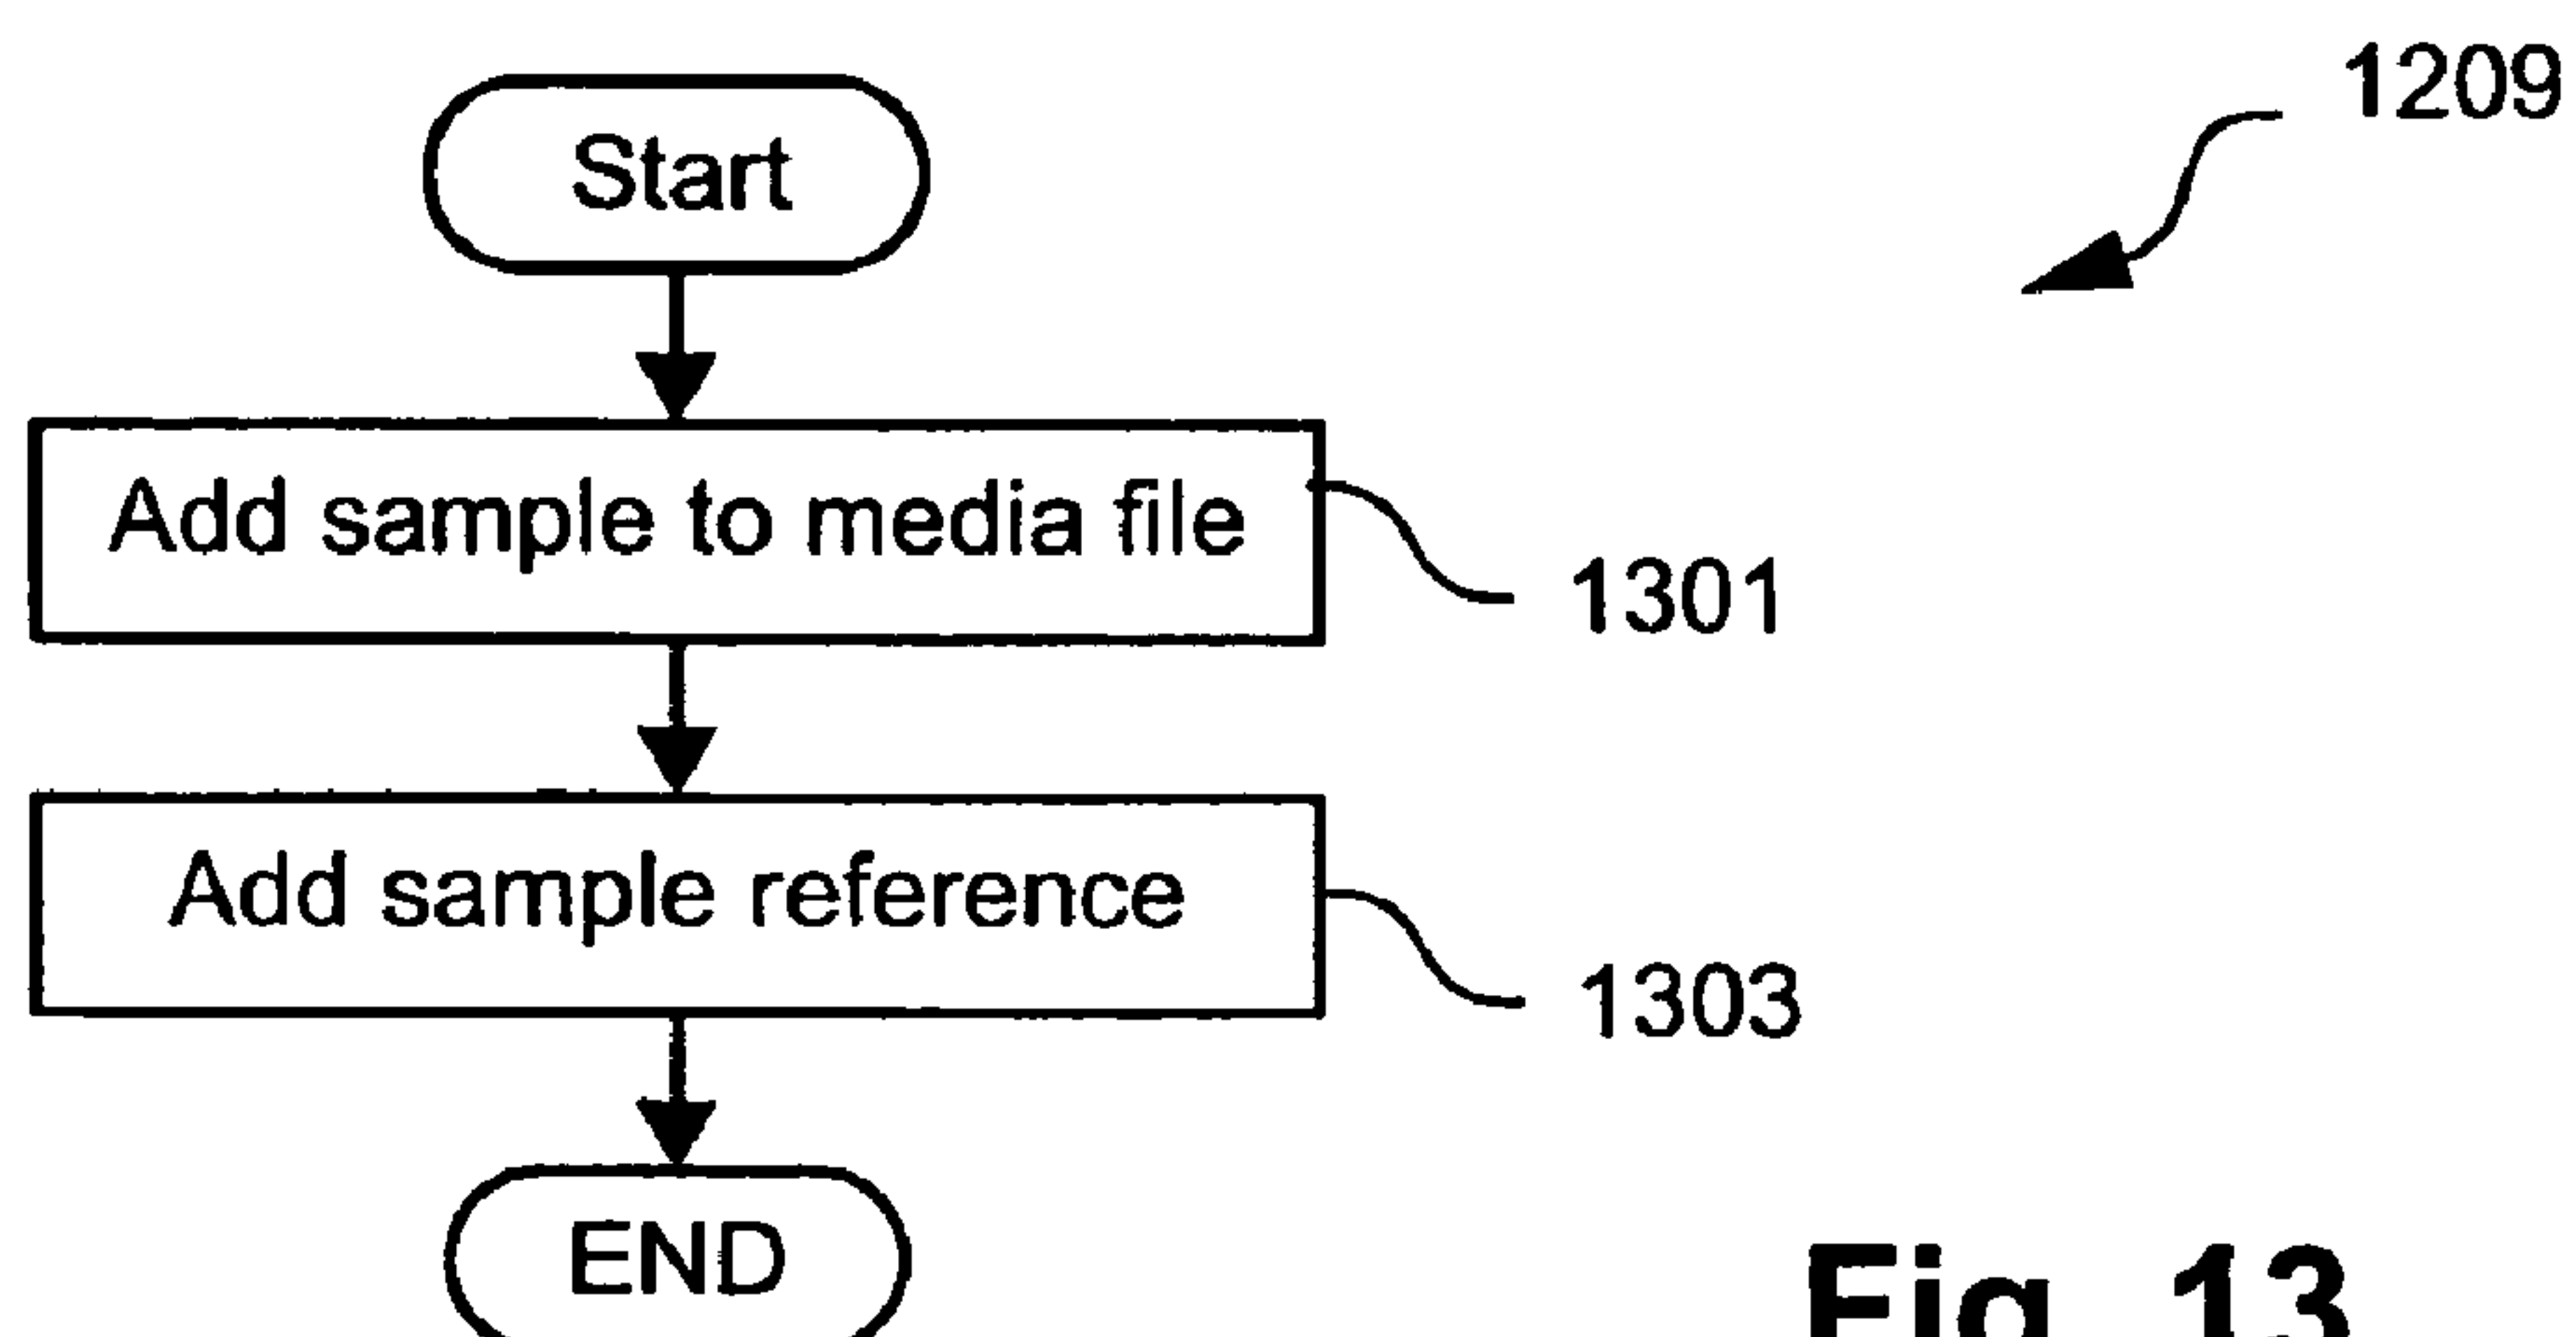 1209
Start
Add sample to media file
1301
Add sample reference
1303
END
Fig. 13